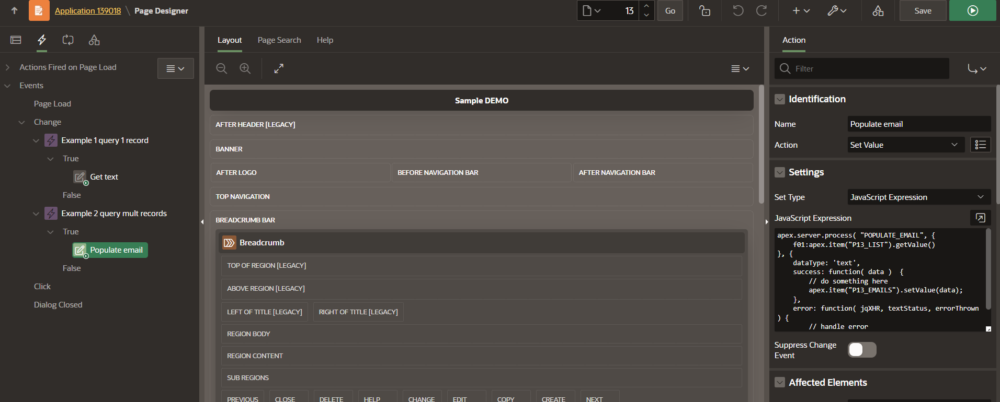 Application 139018 \ Page Designer
13
Go
Save
Layout
Page Search
Help
Action
Actions Fired on Page Load
Events
Page Load
Change
Example 1 query 1 record
True
Get text
False
Example 2 query mult records
True
Populate email
False
Click
Dialog Closed
Sample DEMO
AFTER HEADER [LEGACY]
BANNER
AFTER LOGO
BEFORE NAVIGATION BAR
AFTER NAVIGATION BAR
TOP NAVIGATION
BREADCRUMB BAR
Breadcrumb
TOP OF REGION [LEGACY]
ABOVE REGION [LEGACY]
LEFT OF TITLE [LEGACY]
RIGHT OF TITLE [LEGACY]
REGION BODY
REGION CONTENT
SUB REGIONS
PREVIOUS
CLOSE
DELETE
HELP
CHANGE
EDIT
COPY
CREATE
NEXT
Filter
Identification
Name
Populate email
Action
Set Value
Settings
Set Type
JavaScript Expression
JavaScript Expression
apex.server.process( "POPULATE_EMAIL", {
f01:apex.item("P13_LIST").getValue()
}, {
dataType: 'text',
success: function( data )  {
// do something here
apex.item("P13_EMAILS").setValue(data);
},
error: function( jqXHR, textStatus, errorThrown
) {
// handle error
Suppress Change
Event
Affected Elements